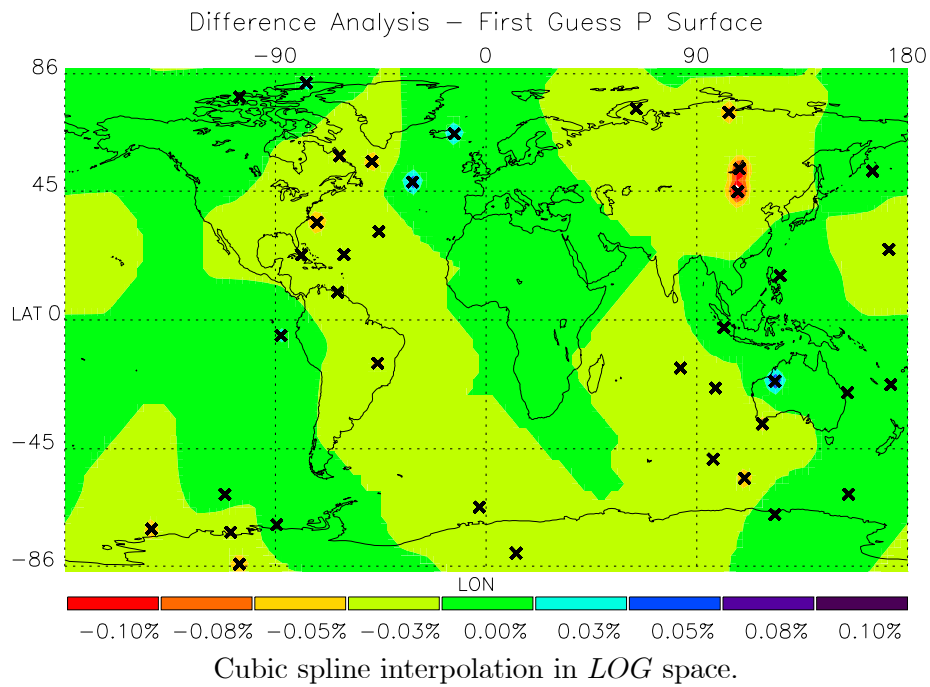 Difference Analysis − First Guess P Surface
−90 0 90 180
86
45
LAT 0
−45
−86
LON
−0.10% −0.08% −0.05% −0.03% 0.00% 0.03% 0.05% 0.08% 0.10%
Cubic spline interpolation in LOG space.